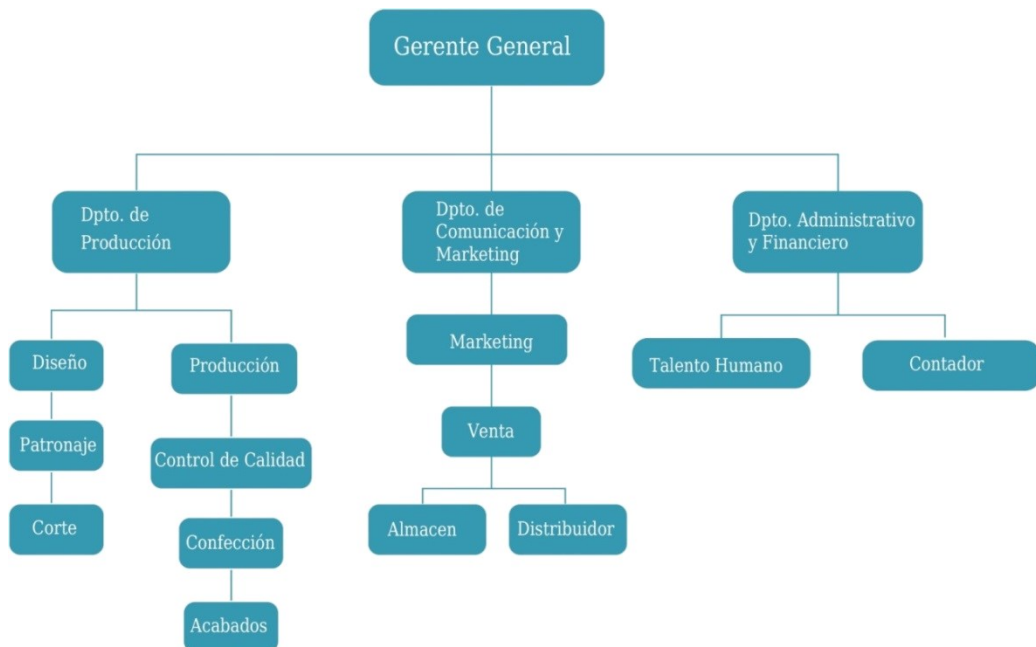 Gerente General
Dpto. de
Producción
Dpto. de
Comunicación y
Marketing
Dpto. Administrativo
y Financiero
Diseño
Producción
Marketing
Talento Humano
Contador
Patronaje
Control de Calidad
Venta
Corte
Confección
Almacen
Distribuidor
Acabados